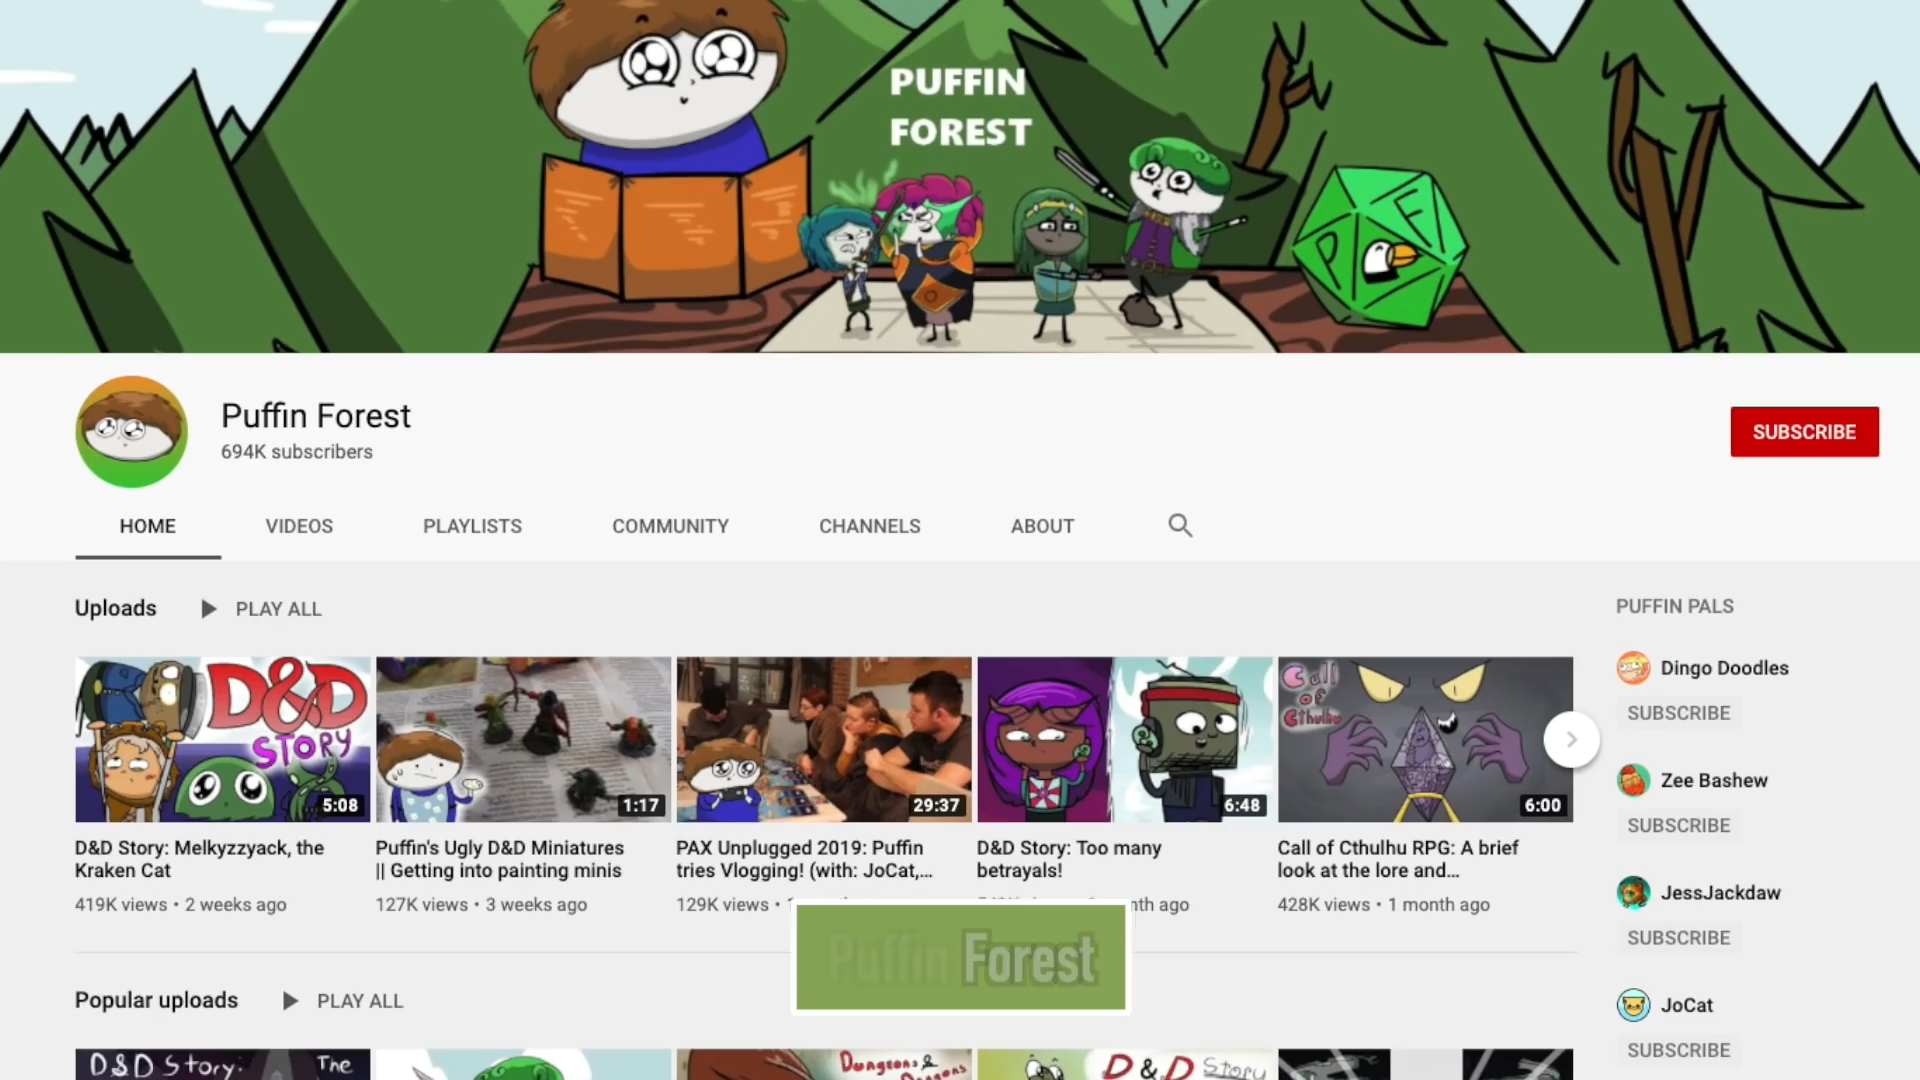 PUFFIN
FOREST
P F
Puffin Forest
694K subscribers
SUBSCRIBE
HOME VIDEOS PLAYLISTS COMMUNITY CHANNELS ABOUT
Uploads PLAY ALL
PUFFIN PALS
D&D
STORY
5:08
1:17
29:37
6:48
Call
of
Cthulhu
6:00
D&D Story: Melkyzzyack, the
Kraken Cat
419K views • 2 weeks ago
Puffin's Ugly D&D Miniatures
|| Getting into painting minis
127K views • 3 weeks ago
PAX Unplugged 2019: Puffin
tries Vlogging! (with: JoCat,...
129K views •
D&D Story: Too many
betrayals!
ago
Call of Cthulhu RPG: A brief
look at the lore and...
428K views • 1 month ago
Dingo Doodles
SUBSCRIBE
Zee Bashew
SUBSCRIBE
JessJackdaw
SUBSCRIBE
JoCat
SUBSCRIBE
Puffin Forest
Popular uploads PLAY ALL
D&D Story: The
Dungeons &
Dragons
D & D Story